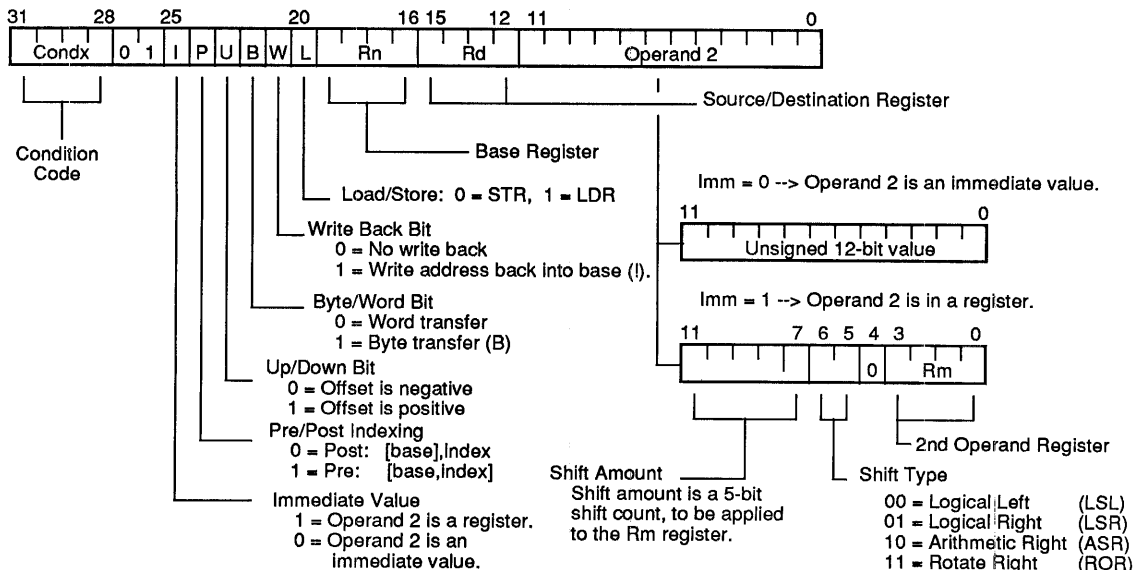 31 28 25 20 16 15 12 11 0
Condx 0 1 I P U B W L Rn Rd Operand 2
Source/Destination Register
Condition
Code
Base Register
Load/Store: 0 = STR, 1 = LDR
Write Back Bit
0 = No write back
1 = Write address back into base (!).
Byte/Word Bit
0 = Word transfer
1 = Byte transfer (B)
Up/Down Bit
0 = Offset is negative
1 = Offset is positive
Pre/Post Indexing
0 = Post: [base],index
1 = Pre: [base,index]
Immediate Value
1 = Operand 2 is a register.
0 = Operand 2 is an
immediate value.
Imm = 0 --> Operand 2 is an immediate value.
11 0
Unsigned 12-bit value
Imm = 1 --> Operand 2 is in a register.
11 7 6 5 4 3 0
0 Rm
2nd Operand Register
Shift Amount
Shift amount is a 5-bit
shift count, to be applied
to the Rm register.
Shift Type
00 = Logical Left (LSL)
01 = Logical Right (LSR)
10 = Arithmetic Right (ASR)
11 = Rotate Right (ROR)